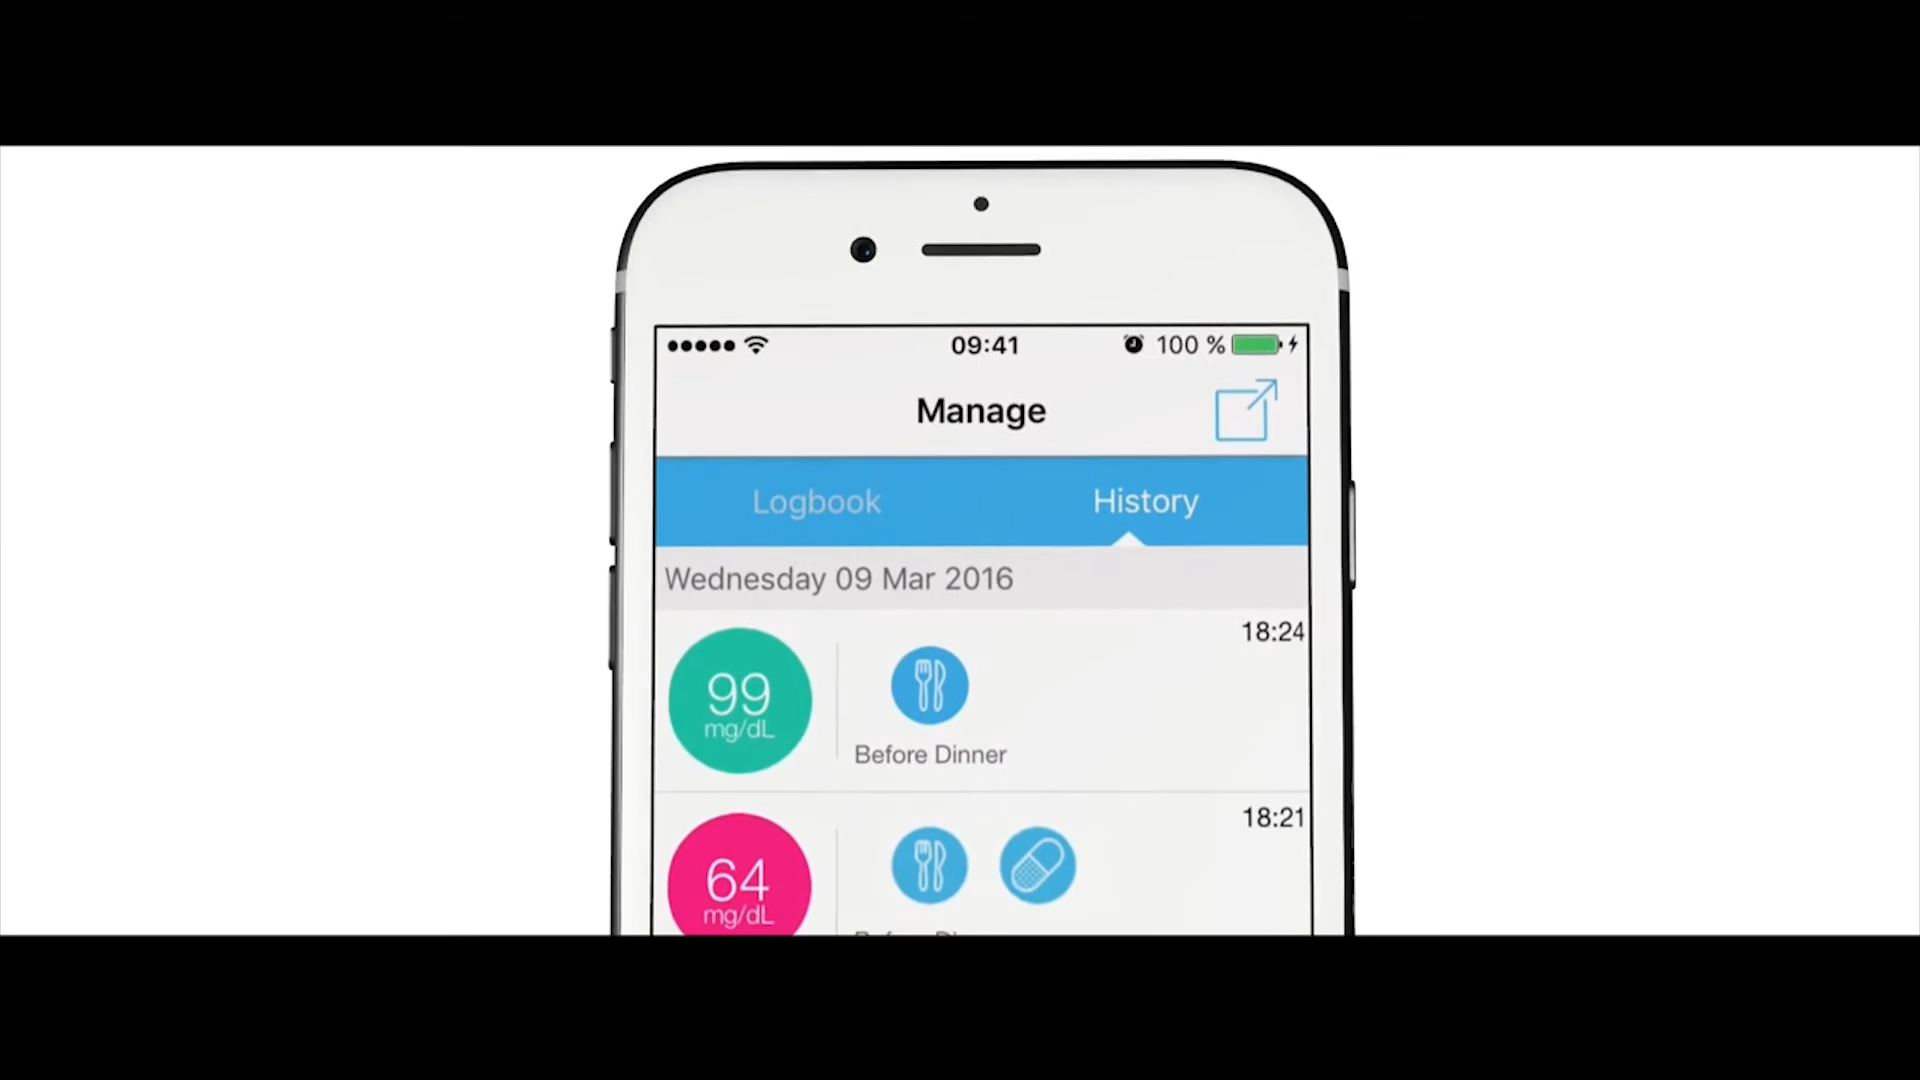 09:41
100 %
Manage
Logbook
History
Wednesday 09 Mar 2016
18:24
99
mg/dL
Before Dinner
18:21
64
mg/dL